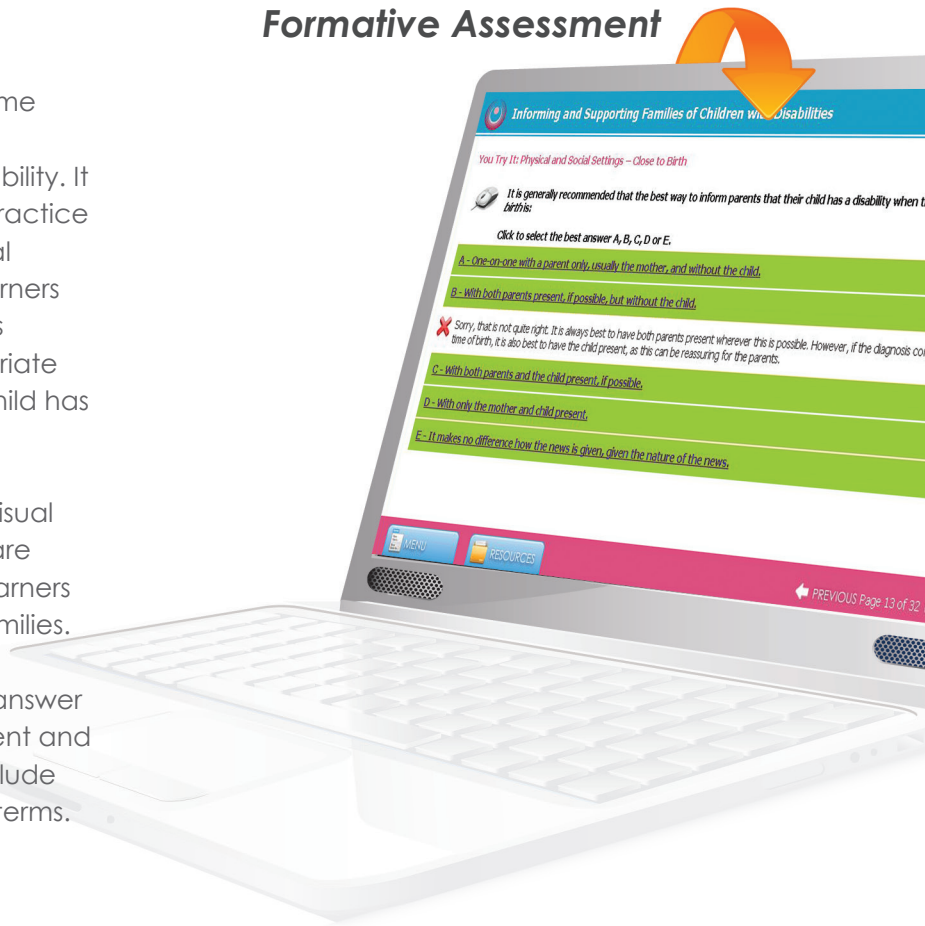 Formative Assessment
me
bility. It
ractice
al
rners
s
riate
hild has
isual
are
arners
milies.
answer
ent and
lude
terms.
Informing and Supporting Families of Children with Disabilities
You Try It: Physical and Social Settings – Close to Birth
It is generally recommended that the best way to inform parents that their child has a disability when t
birth is:
Click to select the best answer A, B, C, D or E.
A - One-on-one with a parent only, usually the mother, and without the child.
B - With both parents present, if possible, but without the child.
Sorry, that is not quite right. It is always best to have both parents present wherever this is possible. However, if the diagnosis co
time of birth, it is also best to have the child present, as this can be reassuring for the parents.
C - With both parents and the child present, if possible.
D - With only the mother and child present.
E - It makes no difference how the news is given, given the nature of the news.
MENU
RESOURCES
PREVIOUS Page 13 of 32